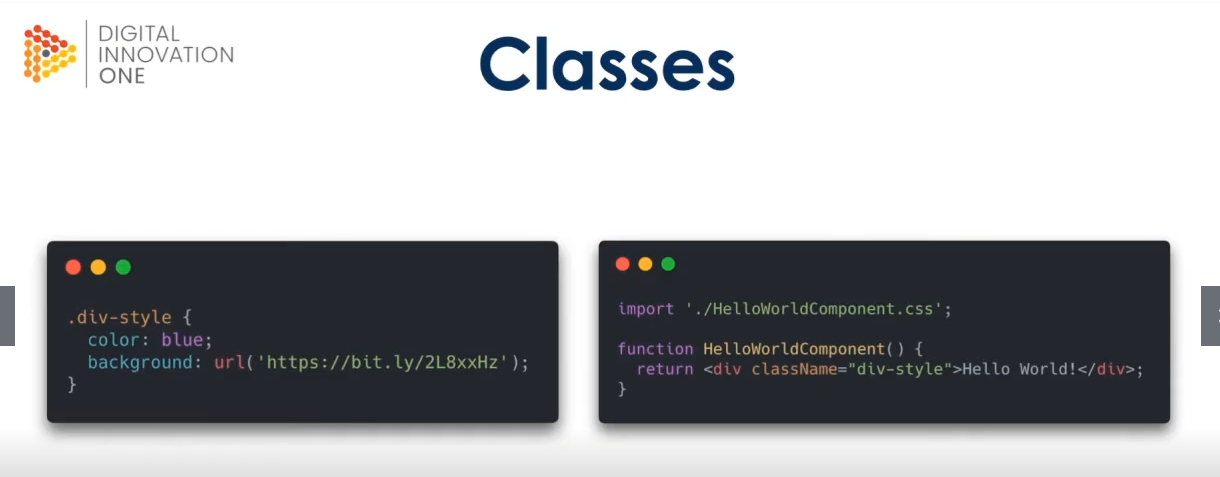 DIGITAL
INNOVATION
ONE
Classes
.div-style {
  color: blue;
  background: url('https://bit.ly/2L8xxHz');
}
import './HelloWorldComponent.css';

function HelloWorldComponent() {
  return <div className="div-style">Hello World!</div>;
}